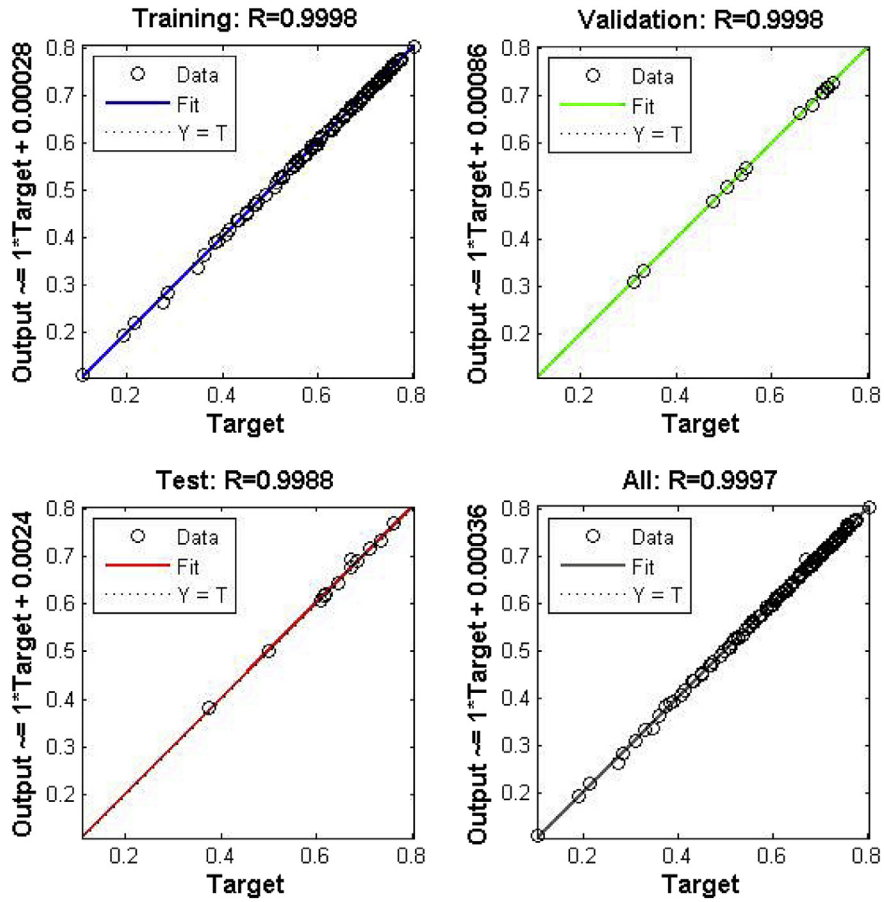 Training: R=0.9998
Output ~= 1*Target + 0.00028
0.8
0.7
0.6
0.5
0.4
0.3
0.2
Data
Fit
Y = T
0.2 0.4 0.6 0.8
Target
Validation: R=0.9998
Output ~= 1*Target + 0.00086
0.8
0.7
0.6
0.5
0.4
0.3
0.2
Data
Fit
Y = T
0.2 0.4 0.6 0.8
Target
Test: R=0.9988
Output ~= 1*Target + 0.0024
0.8
0.7
0.6
0.5
0.4
0.3
0.2
Data
Fit
Y = T
0.2 0.4 0.6 0.8
Target
All: R=0.9997
Output ~= 1*Target + 0.00036
0.8
0.7
0.6
0.5
0.4
0.3
0.2
Data
Fit
Y = T
0.2 0.4 0.6 0.8
Target